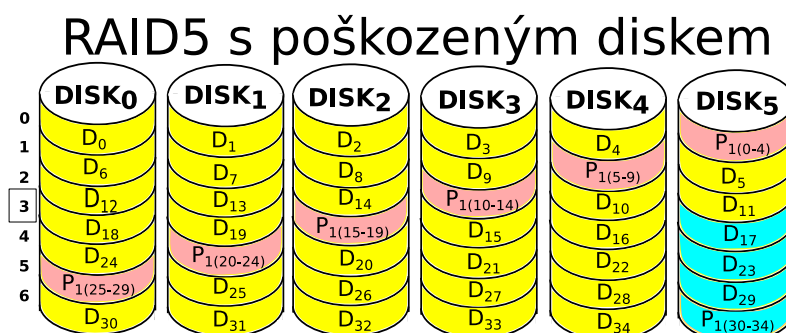 RAID5 s poškozeným diskem
DISK0 DISK1 DISK2 DISK3 DISK4 DISK5
0 D0 D1 D2 D3 D4 P1(0-4)
1 D6 D7 D8 D9 P1(5-9) D5
2 D12 D13 D14 P1(10-14) D10 D11
3 D18 D19 P1(15-19) D15 D16 D17
4 D24 P1(20-24) D20 D21 D22 D23
5 P1(25-29) D25 D26 D27 D28 D29
6 D30 D31 D32 D33 D34 P1(30-34)